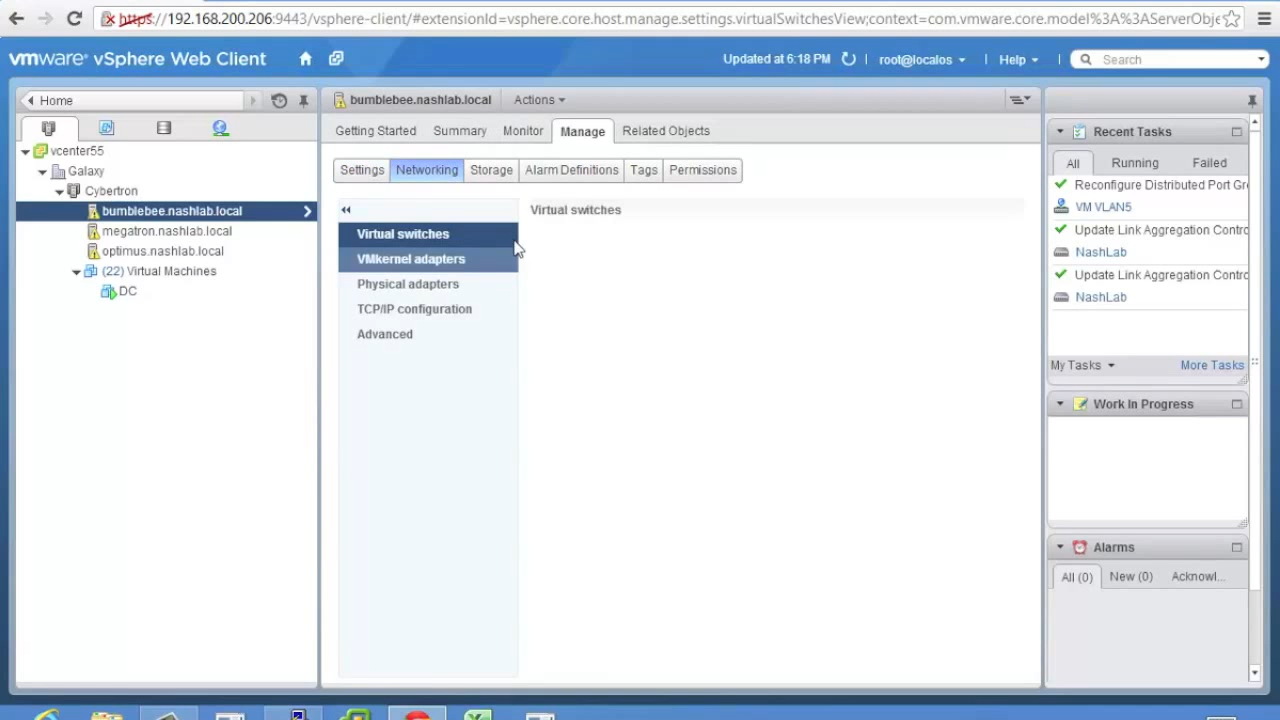 https://192.168.200.206:9443/vsphere-client/#extensionId=vsphere.core.host.manage.settings.virtualSwitchesView;context=com.vmware.core.model%3A%3AServerObje
vmware® vSphere Web Client
Updated at 6:18 PM
root@localos
Help
Search
Home
vcenter55
Galaxy
Cybertron
bumblebee.nashlab.local
megatron.nashlab.local
optimus.nashlab.local
(22) Virtual Machines
DC
bumblebee.nashlab.local Actions
Getting Started Summary Monitor Manage Related Objects
Settings Networking Storage Alarm Definitions Tags Permissions
Virtual switches
VMkernel adapters
Physical adapters
TCP/IP configuration
Advanced
Virtual switches
Recent Tasks
All Running Failed
Reconfigure Distributed Port Gr
VM VLAN5
Update Link Aggregation Contro
NashLab
Update Link Aggregation Contro
NashLab
My Tasks More Tasks
Work In Progress
Alarms
All (0) New (0) Acknowl...